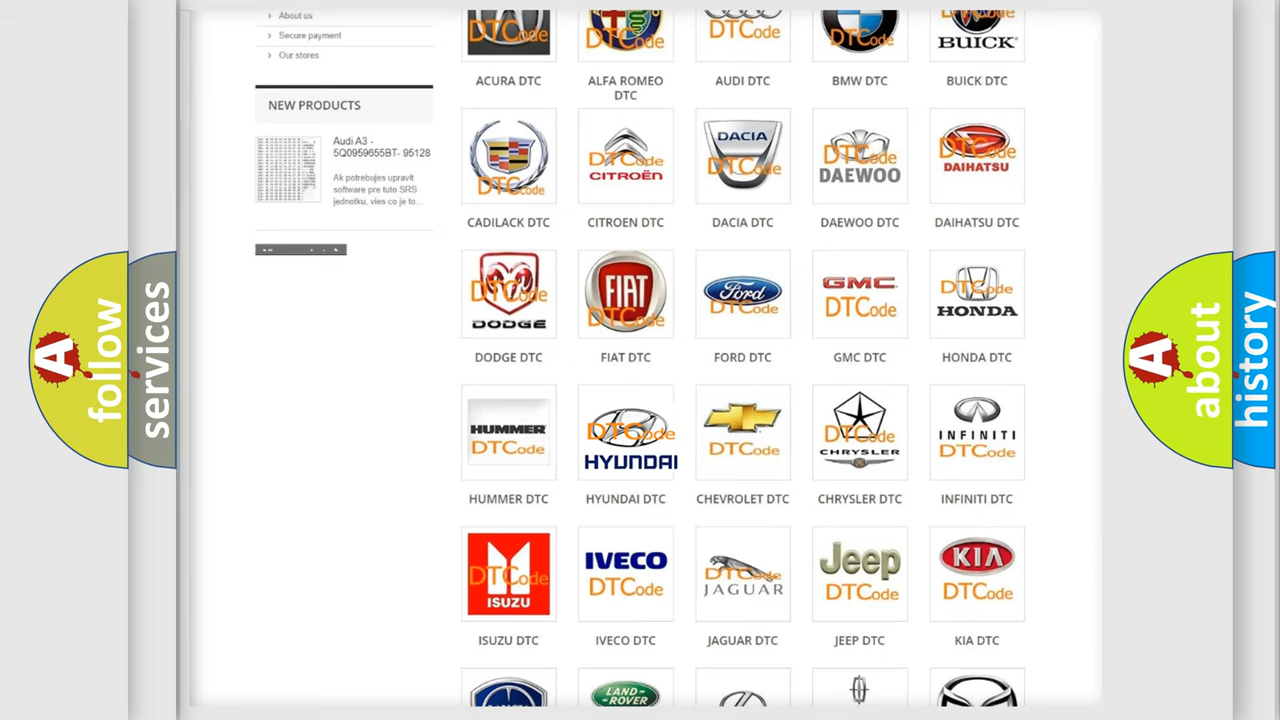 About us
Secure payment
Our stores
NEW PRODUCTS
Audi A3 -
5Q0959655BT- 95128
Ak potrebujes upravit
software pre tuto SRS
jednotku, vies co je to...
DTCode
DTCode
DTCode
DTCode
BUICK
ACURA DTC
ALFA ROMEO
DTC
AUDI DTC
BMW DTC
BUICK DTC
DTCode
DTCode
CITROËN
DACIA
DTCode
DTCode
DAEWOO
DTCode
DAIHATSU
CADILACK DTC
CITROEN DTC
DACIA DTC
DAEWOO DTC
DAIHATSU DTC
DTCode
DODGE
FIAT
DTCode
Ford
DTCode
GMC
DTCode
DTCode
HONDA
DODGE DTC
FIAT DTC
FORD DTC
GMC DTC
HONDA DTC
HUMMER
DTCode
DTCode
HYUNDAI
DTCode
DTCode
CHRYSLER
INFINITI
DTCode
HUMMER DTC
HYUNDAI DTC
CHEVROLET DTC
CHRYSLER DTC
INFINITI DTC
DTCode
ISUZU
IVECO
DTCode
DTCode
JAGUAR
Jeep
DTCode
KIA
DTCode
ISUZU DTC
IVECO DTC
JAGUAR DTC
JEEP DTC
KIA DTC
LAND-
ROVER
A
follow
services
A
about
history